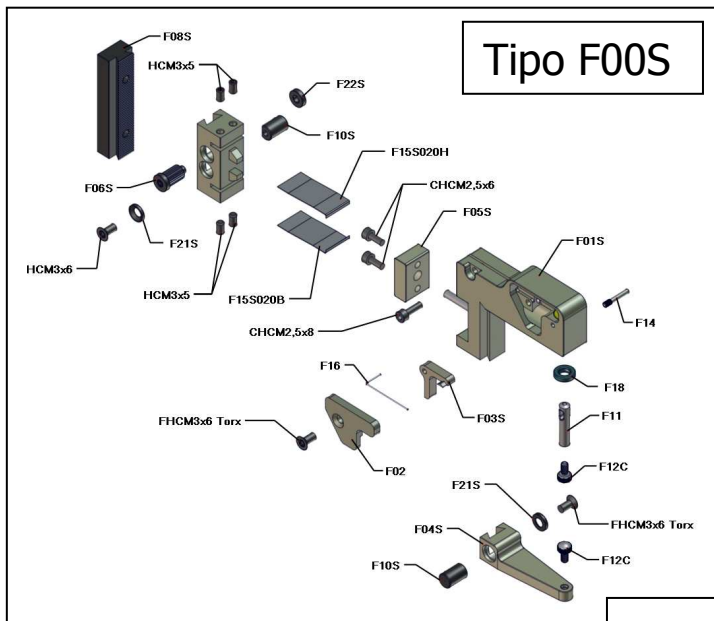 Tipo F00S
F08S
HCM3x5
F22S
F10S
F15S020H
F06S
CHCM2,5x6
F05S
F01S
F21S
HCM3x6
HCM3x5
F15S020B
F14
CHCM2,5x8
F16
F18
F03S
F11
FHCM3x6 Torx
F02
F12C
F21S
FHCM3x6 Torx
F04S
F12C
F10S